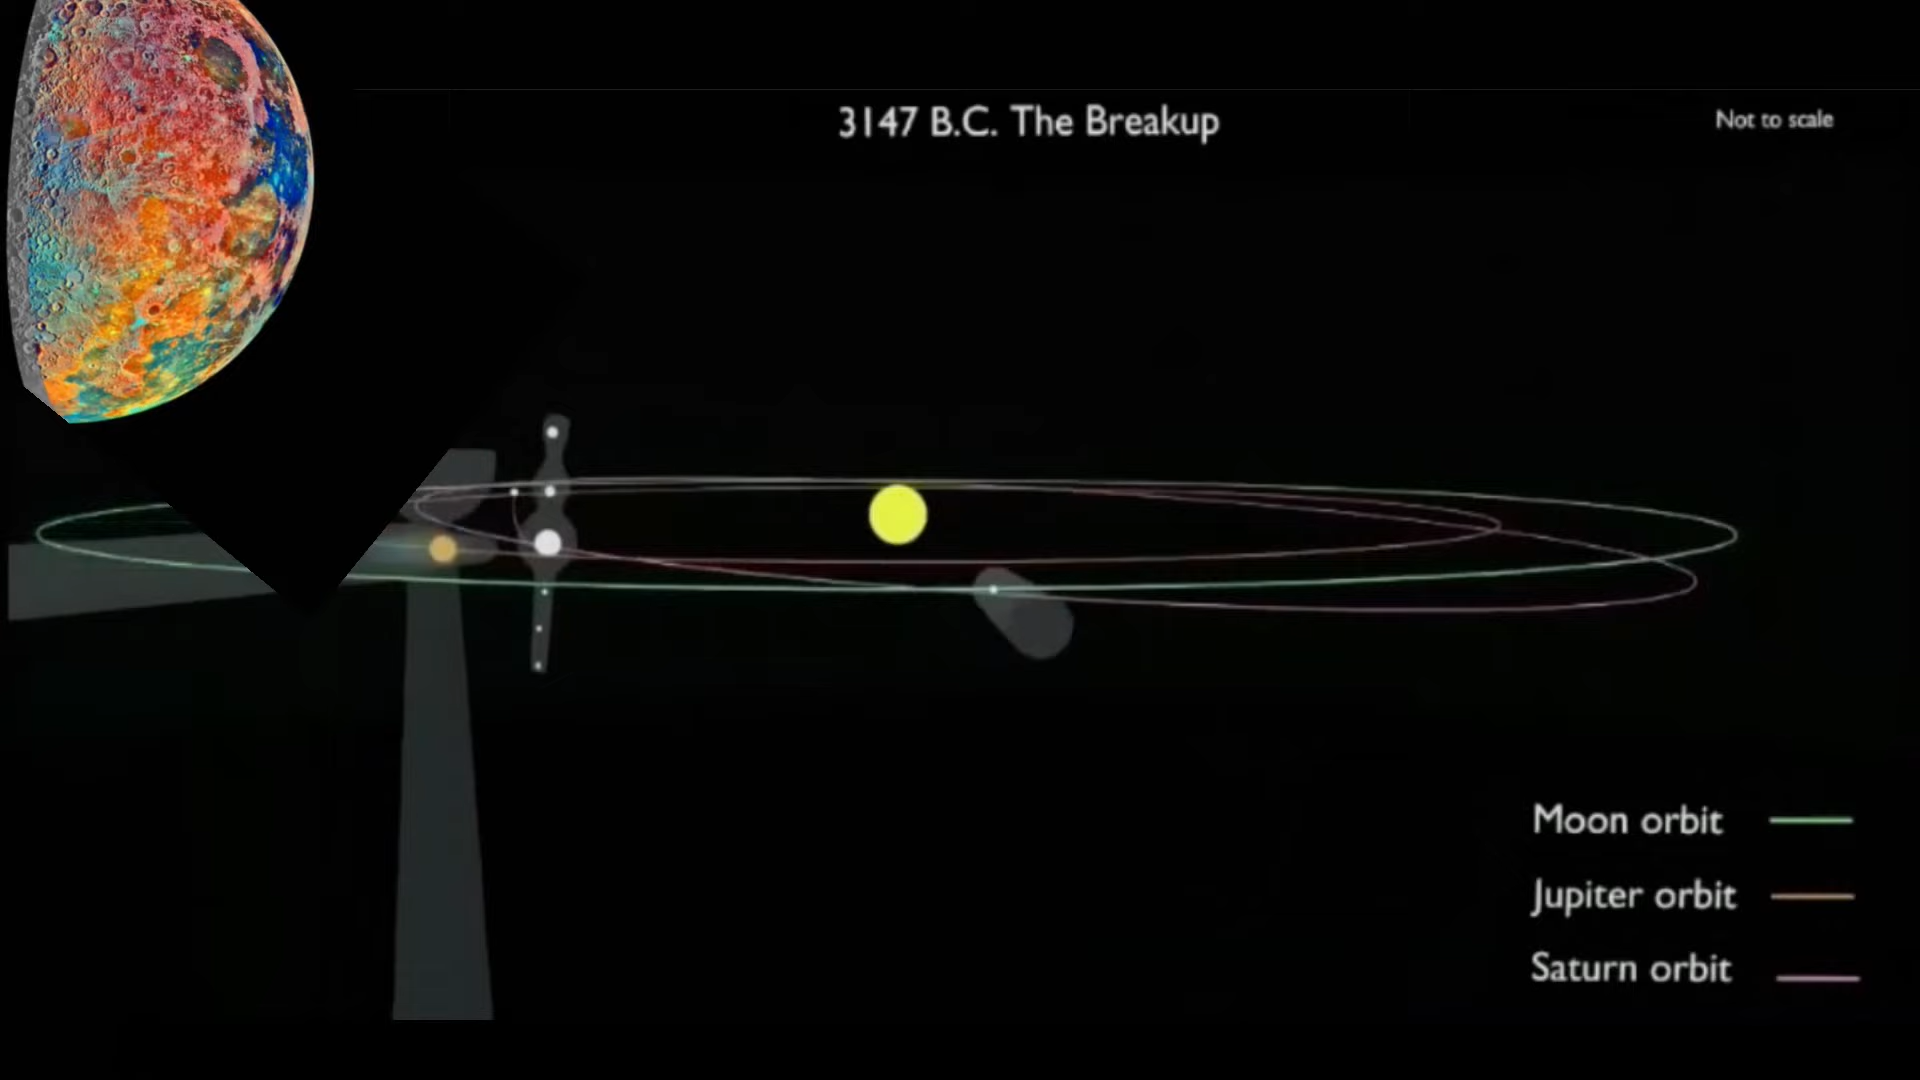 3147 B.C. The Breakup
Not to scale
Moon orbit
Jupiter orbit
Saturn orbit